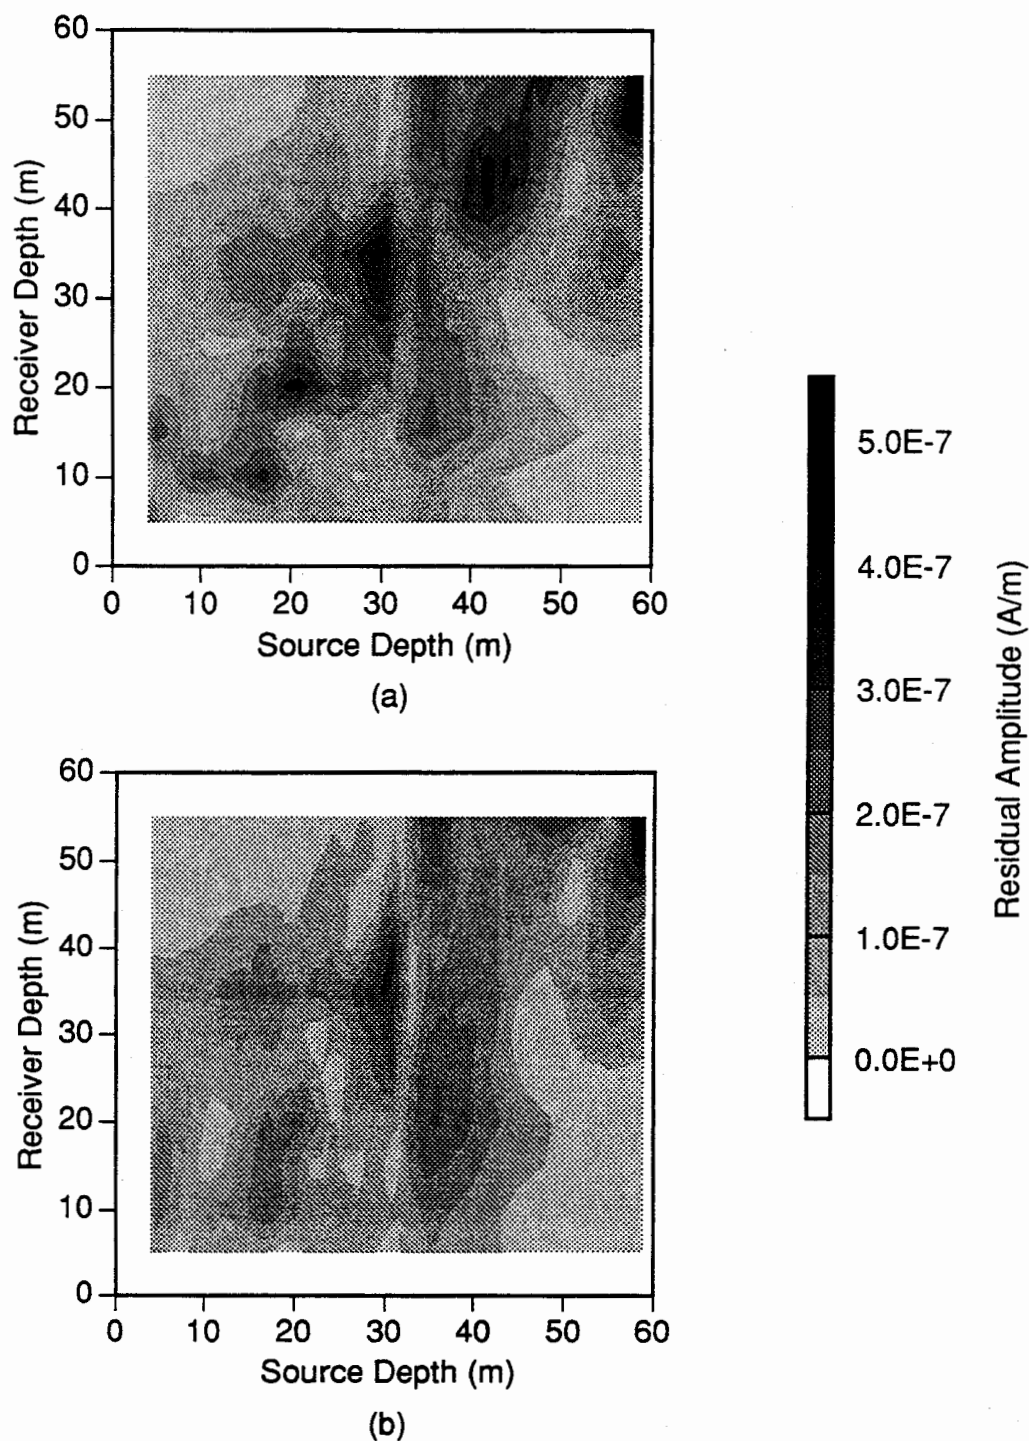 60
50
40
30
20
10
0
Receiver Depth (m)
0 10 20 30 40 50 60
Source Depth (m)
(a)
60
50
40
30
20
10
0
Receiver Depth (m)
0 10 20 30 40 50 60
Source Depth (m)
(b)
5.0E-7
4.0E-7
3.0E-7
2.0E-7
1.0E-7
0.0E+0
Residual Amplitude (A/m)